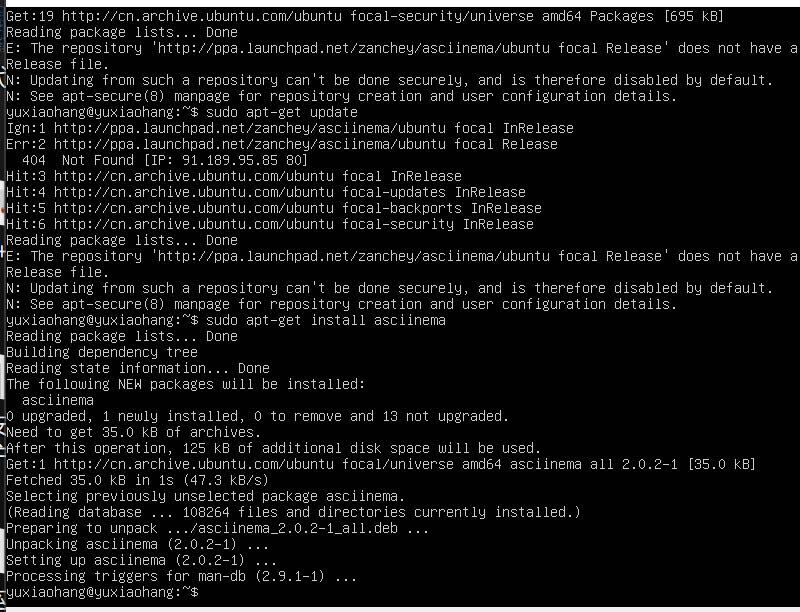 Get:19 http://cn.archive.ubuntu.com/ubuntu focal-security/universe amd64 Packages [695 kB]
Reading package lists... Done
E: The repository 'http://ppa.launchpad.net/zanchey/asciinema/ubuntu focal Release' does not have a
Release file.
N: Updating from such a repository can't be done securely, and is therefore disabled by default.
N: See apt-secure(8) manpage for repository creation and user configuration details.
yuxiaohang@yuxiaohang:~$ sudo apt-get update
Ign:1 http://ppa.launchpad.net/zanchey/asciinema/ubuntu focal InRelease
Err:2 http://ppa.launchpad.net/zanchey/asciinema/ubuntu focal Release
  404  Not Found [IP: 91.189.95.85 80]
Hit:3 http://cn.archive.ubuntu.com/ubuntu focal InRelease
Hit:4 http://cn.archive.ubuntu.com/ubuntu focal-updates InRelease
Hit:5 http://cn.archive.ubuntu.com/ubuntu focal-backports InRelease
Hit:6 http://cn.archive.ubuntu.com/ubuntu focal-security InRelease
Reading package lists... Done
E: The repository 'http://ppa.launchpad.net/zanchey/asciinema/ubuntu focal Release' does not have a
Release file.
N: Updating from such a repository can't be done securely, and is therefore disabled by default.
N: See apt-secure(8) manpage for repository creation and user configuration details.
yuxiaohang@yuxiaohang:~$ sudo apt-get install asciinema
Reading package lists... Done
Building dependency tree
Reading state information... Done
The following NEW packages will be installed:
  asciinema
0 upgraded, 1 newly installed, 0 to remove and 13 not upgraded.
Need to get 35.0 kB of archives.
After this operation, 125 kB of additional disk space will be used.
Get:1 http://cn.archive.ubuntu.com/ubuntu focal/universe amd64 asciinema all 2.0.2-1 [35.0 kB]
Fetched 35.0 kB in 1s (47.3 kB/s)
Selecting previously unselected package asciinema.
(Reading database ... 108264 files and directories currently installed.)
Preparing to unpack .../asciinema_2.0.2-1_all.deb ...
Unpacking asciinema (2.0.2-1) ...
Setting up asciinema (2.0.2-1) ...
Processing triggers for man-db (2.9.1-1) ...
yuxiaohang@yuxiaohang:~$